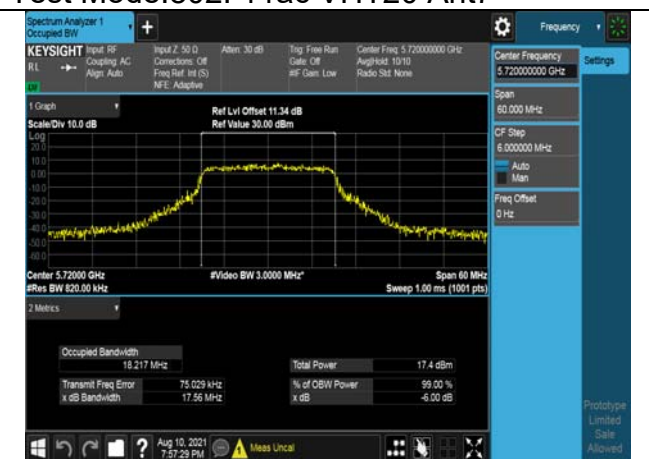 Spectrum Analyzer 1
Occupied BW
Frequency
KEYSIGHT
RL
Input: RF
Coupling: AC
Align: Auto
Input Z: 50 Ω
Corrections: Off
Freq Ref: Int (S)
NFE: Adaptive
Atten: 30 dB
Trig: Free Run
Gate: Off
#IF Gain: Low
Center Freq: 5.720000000 GHz
Avg|Hold: 10/10
Radio Std: None
Center Frequency
5.720000000 GHz
Settings
Span
60.000 MHz
CF Step
6.000000 MHz
Auto
Man
Freq Offset
0 Hz
1 Graph
Scale/Div 10.0 dB
Ref Lvl Offset 11.34 dB
Ref Value 30.00 dBm
Log
20.0
10.0
0.00
-10.0
-20.0
-30.0
-40.0
-50.0
-60.0
Center 5.72000 GHz
#Res BW 820.00 kHz
#Video BW 3.0000 MHz*
Span 60 MHz
Sweep 1.00 ms (1001 pts)
2 Metrics
Occupied Bandwidth
18.217 MHz
Total Power 17.4 dBm
Transmit Freq Error 75.029 kHz
% of OBW Power 99.00 %
x dB Bandwidth 17.56 MHz
x dB -6.00 dB
Prototype
Limited
Sale
Allowed
?
Aug 10, 2021
7:57:29 PM
Meas Uncal